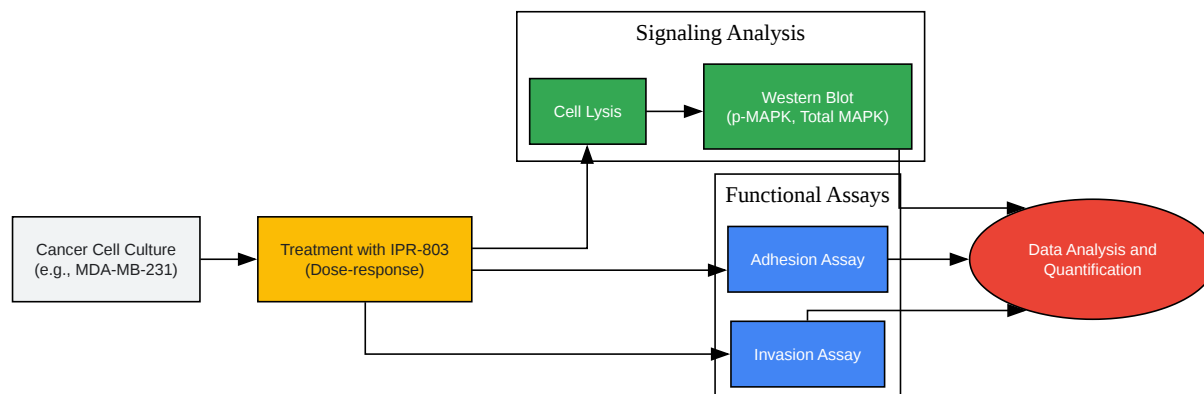 Signaling Analysis
Cell Lysis
Western Blot
(p-MAPK, Total MAPK)
Functional Assays
Cancer Cell Culture
(e.g., MDA-MB-231)
Treatment with IPR-803
(Dose-response)
Adhesion Assay
Data Analysis and
Quantification
Invasion Assay